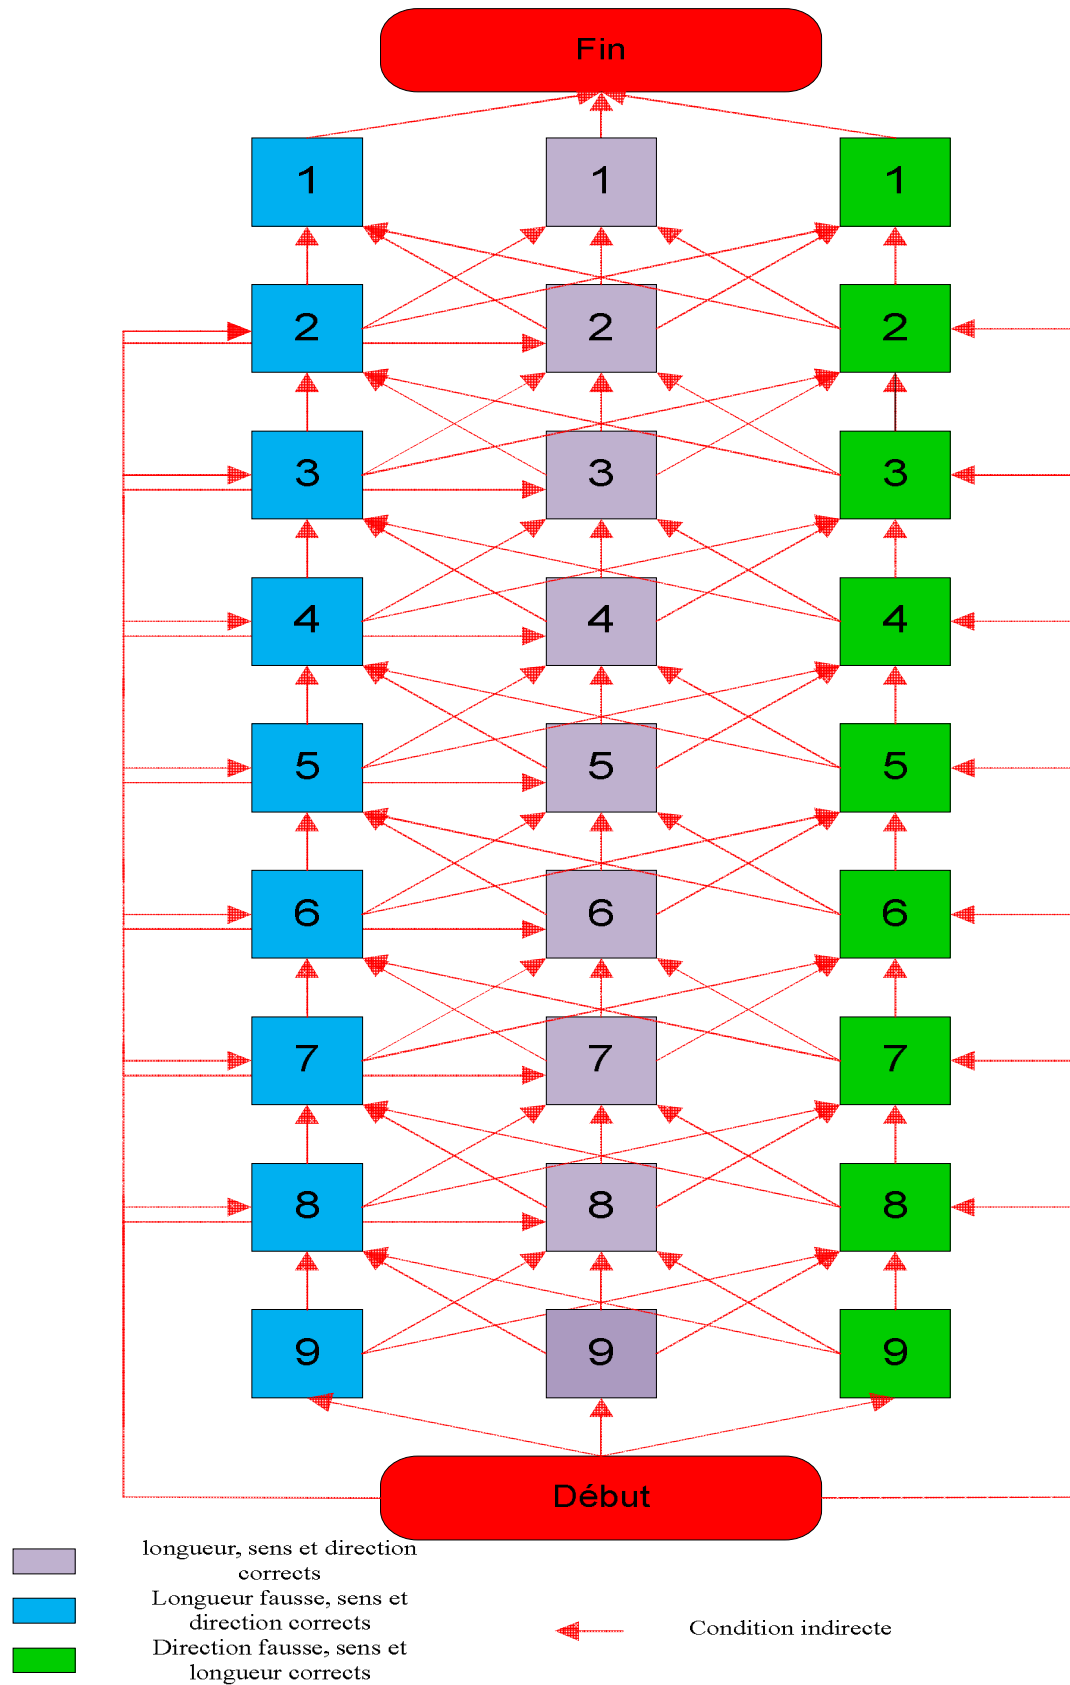 Fin
1 1 1
2 2 2
3 3 3
4 4 4
5 5 5
6 6 6
7 7 7
8 8 8
9 9 9
Début
longueur, sens et direction
corrects
Longueur fausse, sens et
direction corrects
Direction fausse, sens et
longueur corrects
Condition indirecte